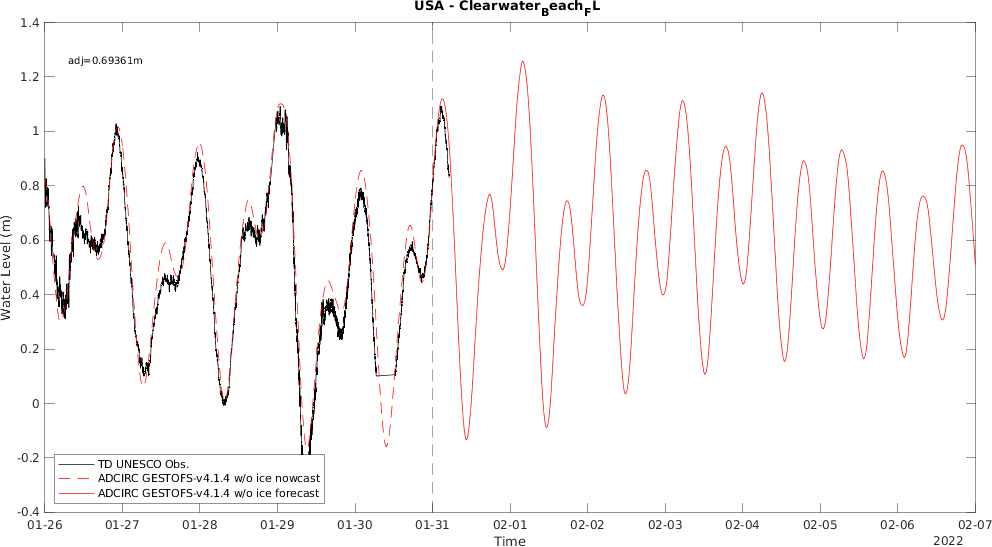 USA - ClearwaterBeachFL
adj=0.69361m
Water Level (m)
1.4
1.2
1
0.8
0.6
0.4
0.2
0
-0.2
-0.4
TD UNESCO Obs.
ADCIRC GESTOFS-v4.1.4 w/o ice nowcast
ADCIRC GESTOFS-v4.1.4 w/o ice forecast
01-26 01-27 01-28 01-29 01-30 01-31 02-01 02-02 02-03 02-04 02-05 02-06 02-07
Time
2022